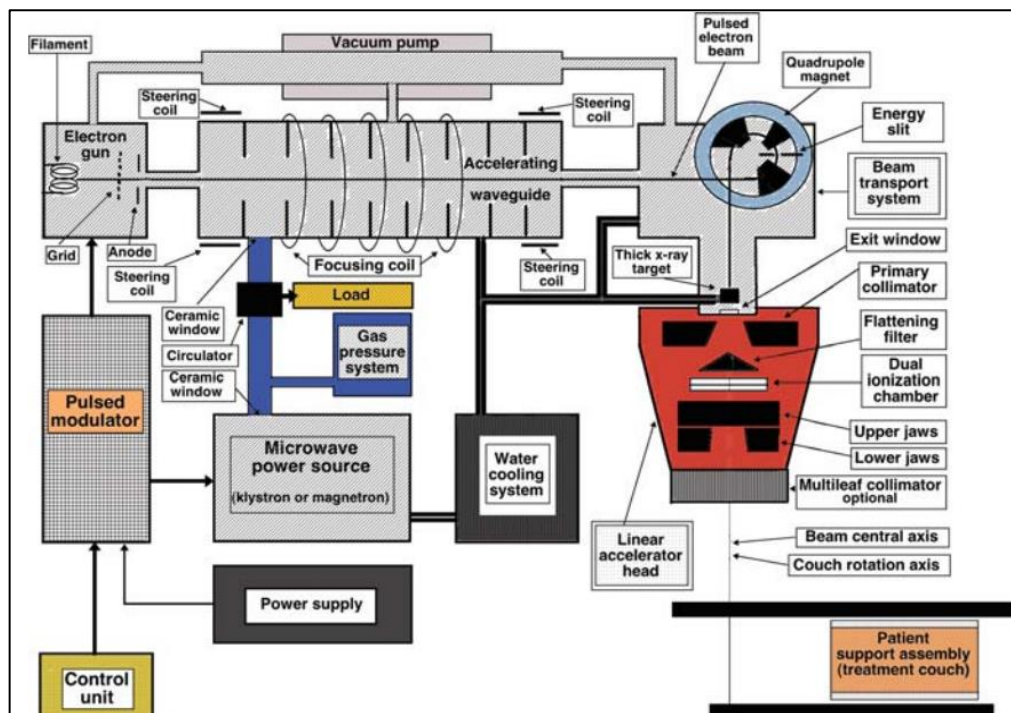 Filament
Vacuum pump
Pulsed
electron
beam
Quadrupole
magnet
Steering
coil
Steering
coil
Energy
slit
Electron
gun
Accelerating
waveguide
Beam
transport
system
Grid
Anode
Steering
coil
Focusing coil
Steering
coil
Thick x-ray
target
Exit window
Primary
collimator
Ceramic
window
Load
Circulator
Gas
pressure
system
Flattening
filter
Ceramic
window
Dual
ionization
chamber
Pulsed
modulator
Microwave
power source
(klystron or magnetron)
Water
cooling
system
Upper jaws
Lower jaws
Multileaf collimator
optional
Linear
accelerator
head
Beam central axis
Couch rotation axis
Power supply
Control
unit
Patient
support assembly
(treatment couch)